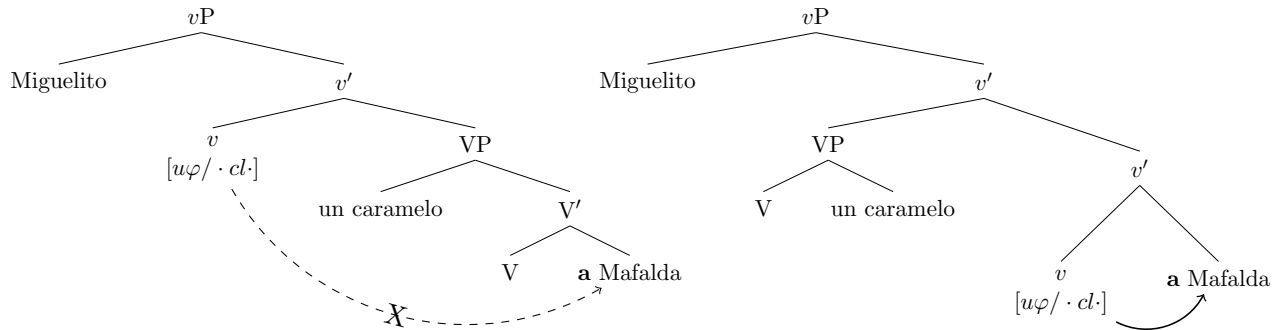 vP
Miguelito v′
v VP
[uφ/ · cl·]
un caramelo V′
V a Mafalda
X
vP
Miguelito v′
VP v′
V un caramelo
v a Mafalda
[uφ/ · cl·]